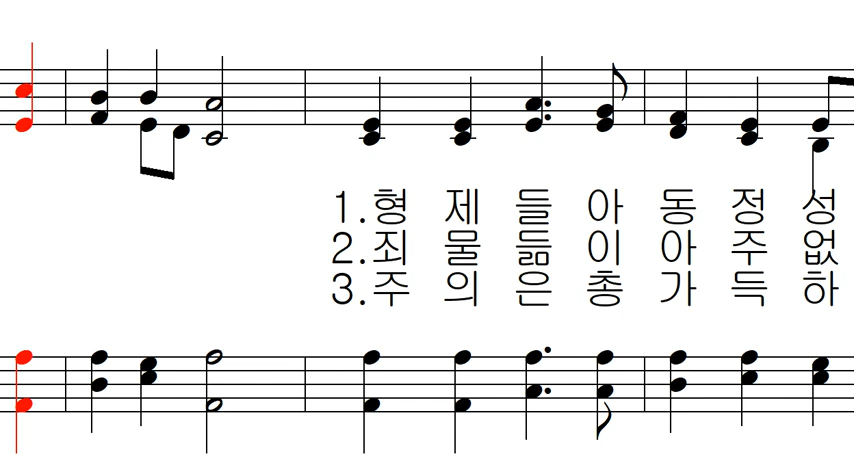 1.형 제 들 아 동 정 성
2.죄 물 듦 이 아 주 없
3.주 의 은 총 가 득 하